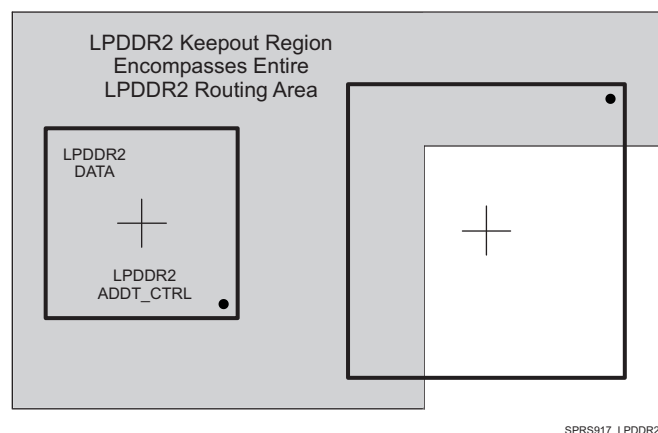 LPDDR2 Keepout Region
Encompasses Entire
LPDDR2 Routing Area
LPDDR2
DATA
LPDDR2
ADDT_CTRL
SPRS917_LPDDR2